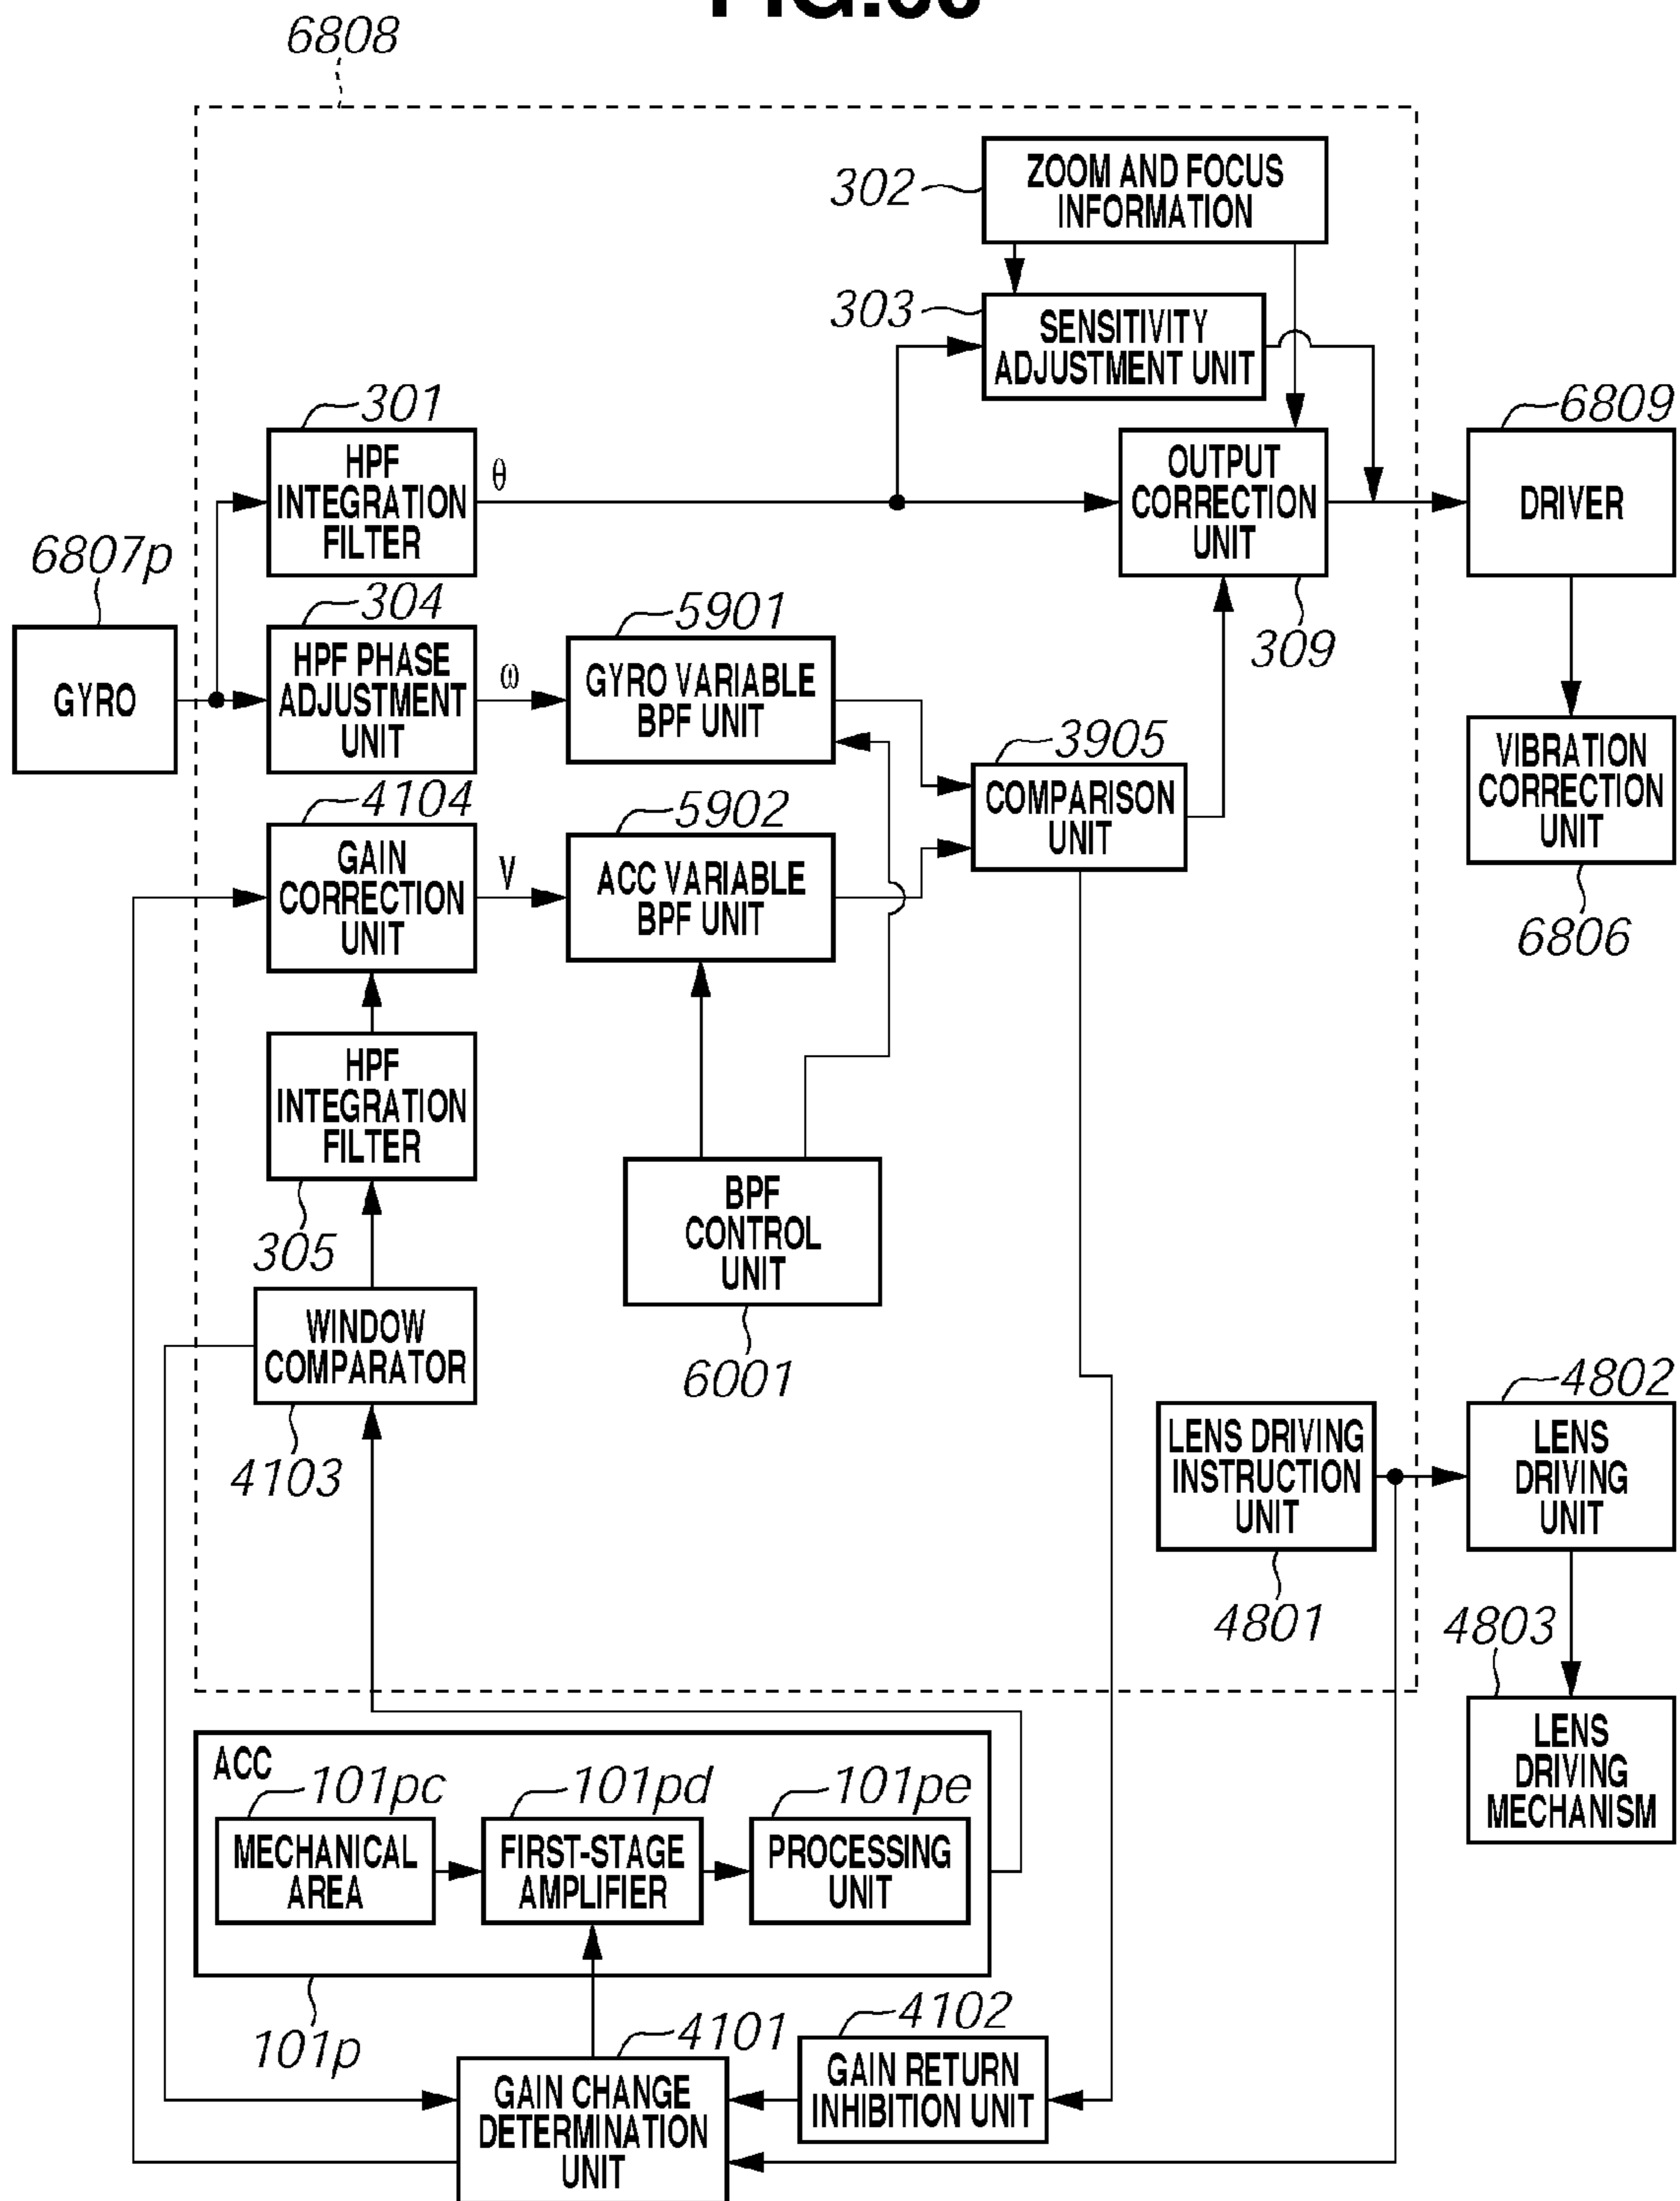 6808
302
ZOOM AND FOCUS
INFORMATION
303
SENSITIVITY
ADJUSTMENT UNIT
301
HPF
INTEGRATION
FILTER
θ
OUTPUT
CORRECTION
UNIT
309
6809
DRIVER
6807p
GYRO
304
HPF PHASE
ADJUSTMENT
UNIT
ω
5901
GYRO VARIABLE
BPF UNIT
3905
COMPARISON
UNIT
VIBRATION
CORRECTION
UNIT
6806
4104
GAIN
CORRECTION
UNIT
V
5902
ACC VARIABLE
BPF UNIT
HPF
INTEGRATION
FILTER
305
BPF
CONTROL
UNIT
6001
WINDOW
COMPARATOR
4103
LENS DRIVING
INSTRUCTION
UNIT
4801
4802
LENS
DRIVING
UNIT
4803
LENS
DRIVING
MECHANISM
ACC
101pc
MECHANICAL
AREA
101pd
FIRST-STAGE
AMPLIFIER
101pe
PROCESSING
UNIT
101p
4101
GAIN CHANGE
DETERMINATION
UNIT
4102
GAIN RETURN
INHIBITION UNIT